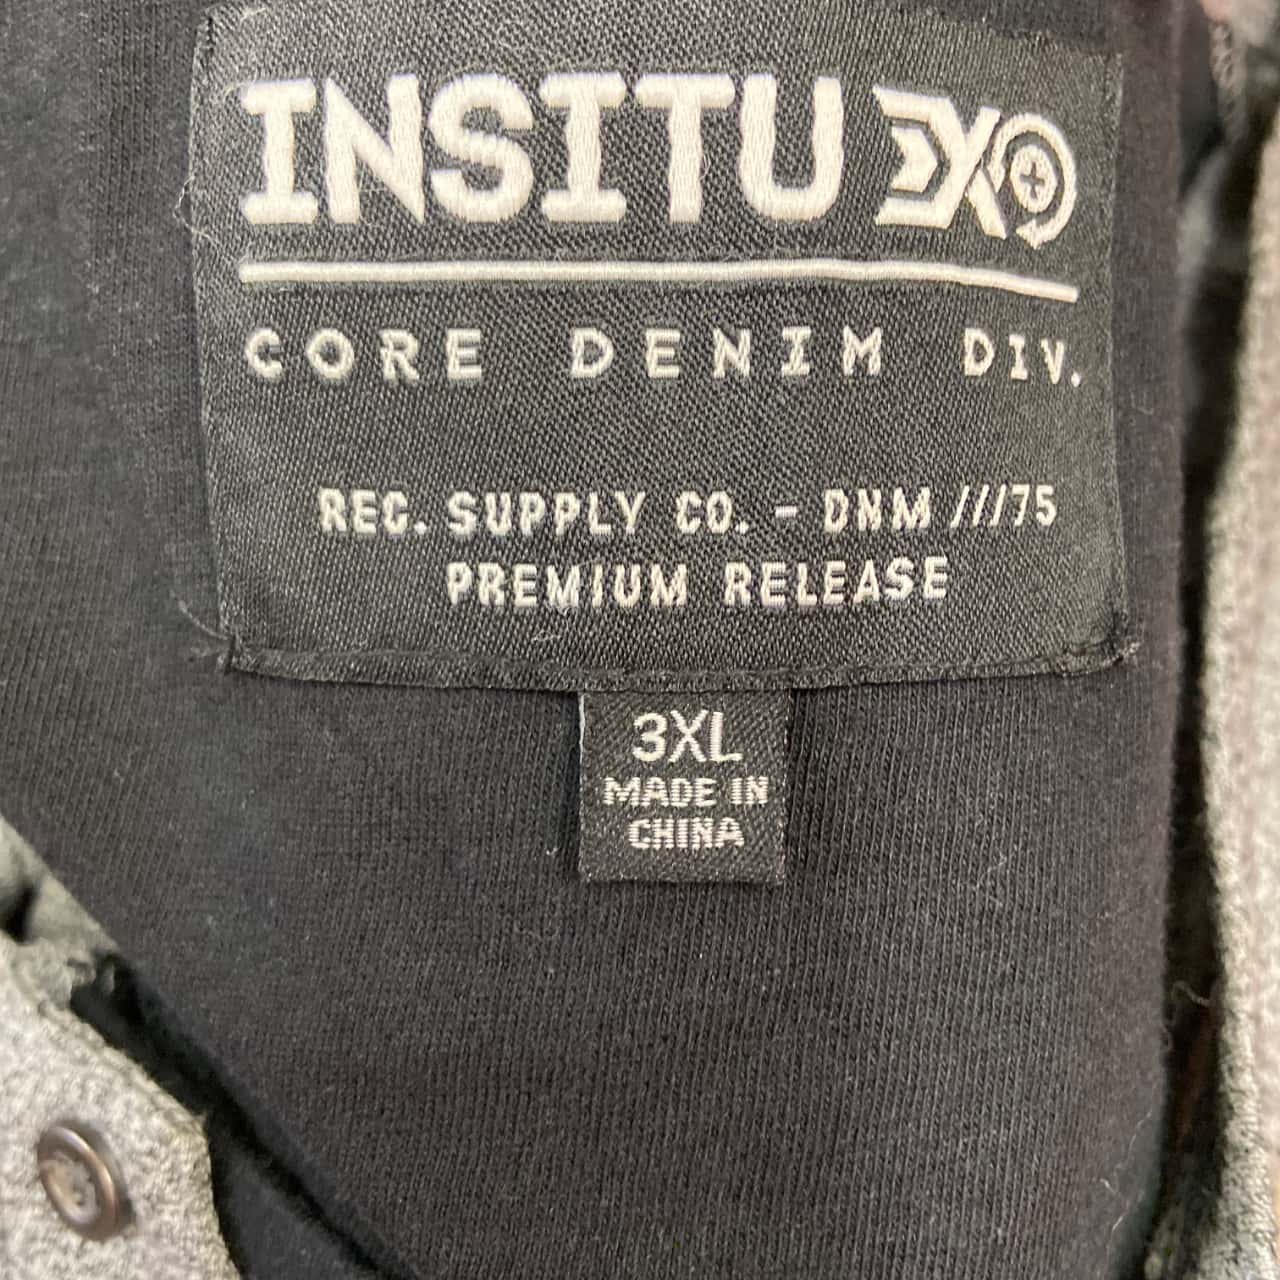 INSITU
CORE DENIM DIV.
REC. SUPPLY CO. - DNM ///75
PREMIUM RELEASE
3XL
MADE IN
CHINA